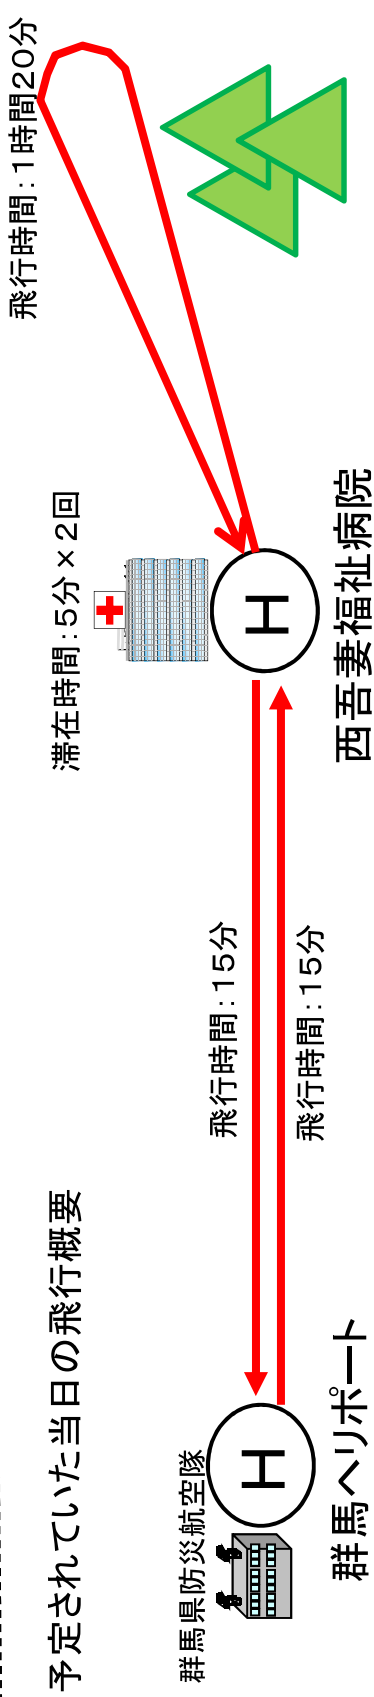 予定されていた当日の飛行概要
飛行時間：1時間20分
滞在時間：5分×2回
飛行時間：15分
飛行時間：15分
群馬県防災航空隊
H
H
群馬ヘリポート
西吾妻福祉病院